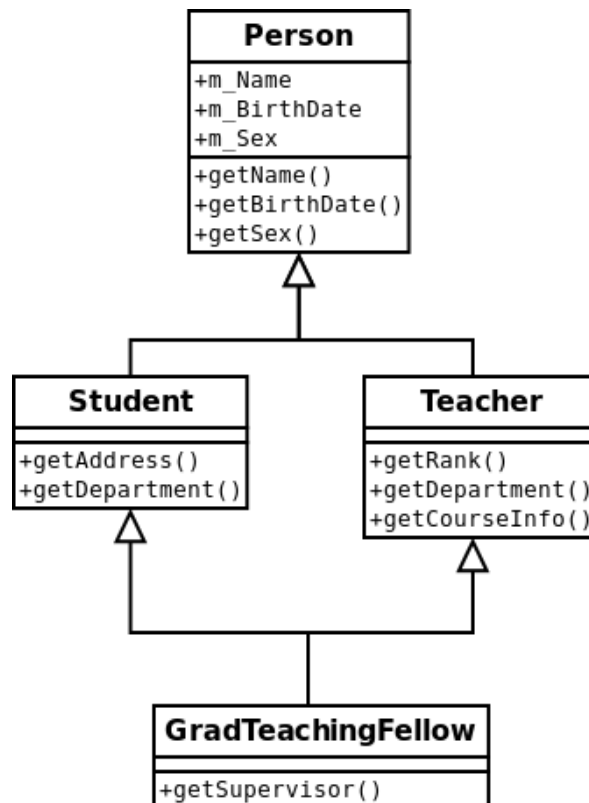 Person
+m_Name
+m_BirthDate
+m_Sex
+getName()
+getBirthDate()
+getSex()
Student
+getAddress()
+getDepartment()
Teacher
+getRank()
+getDepartment()
+getCourseInfo()
GradTeachingFellow
+getSupervisor()